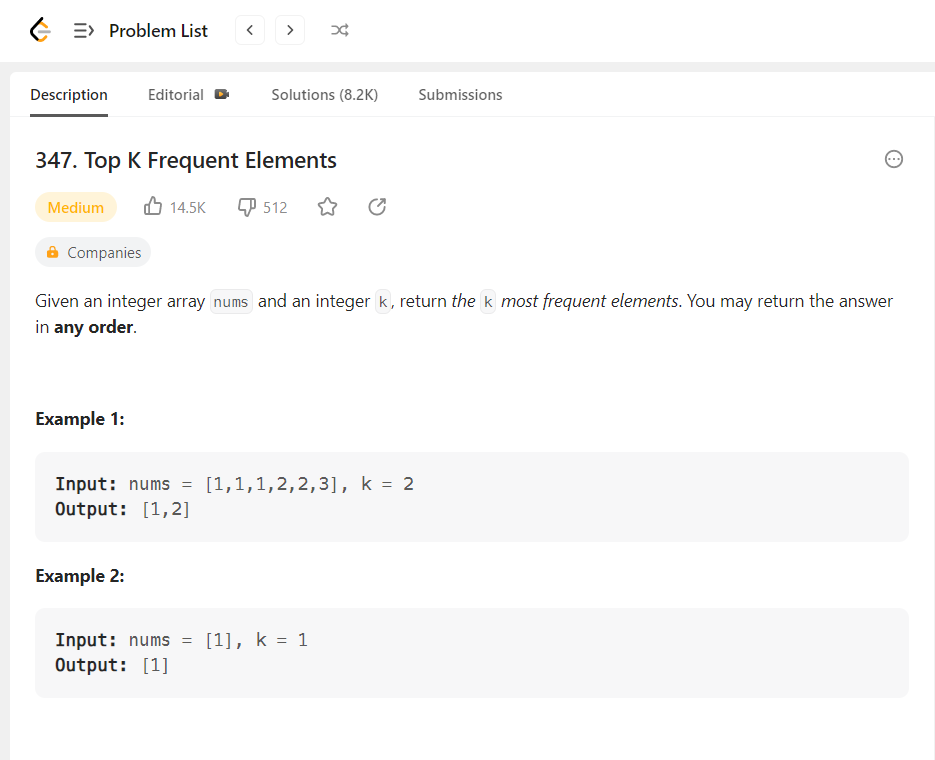 Problem List
Description Editorial Solutions (8.2K) Submissions
347. Top K Frequent Elements
Medium 14.5K 512
Companies
Given an integer array nums and an integer k, return the k most frequent elements. You may return the answer
in any order.
Example 1:
Input: nums = [1,1,1,2,2,3], k = 2
Output: [1,2]
Example 2:
Input: nums = [1], k = 1
Output: [1]